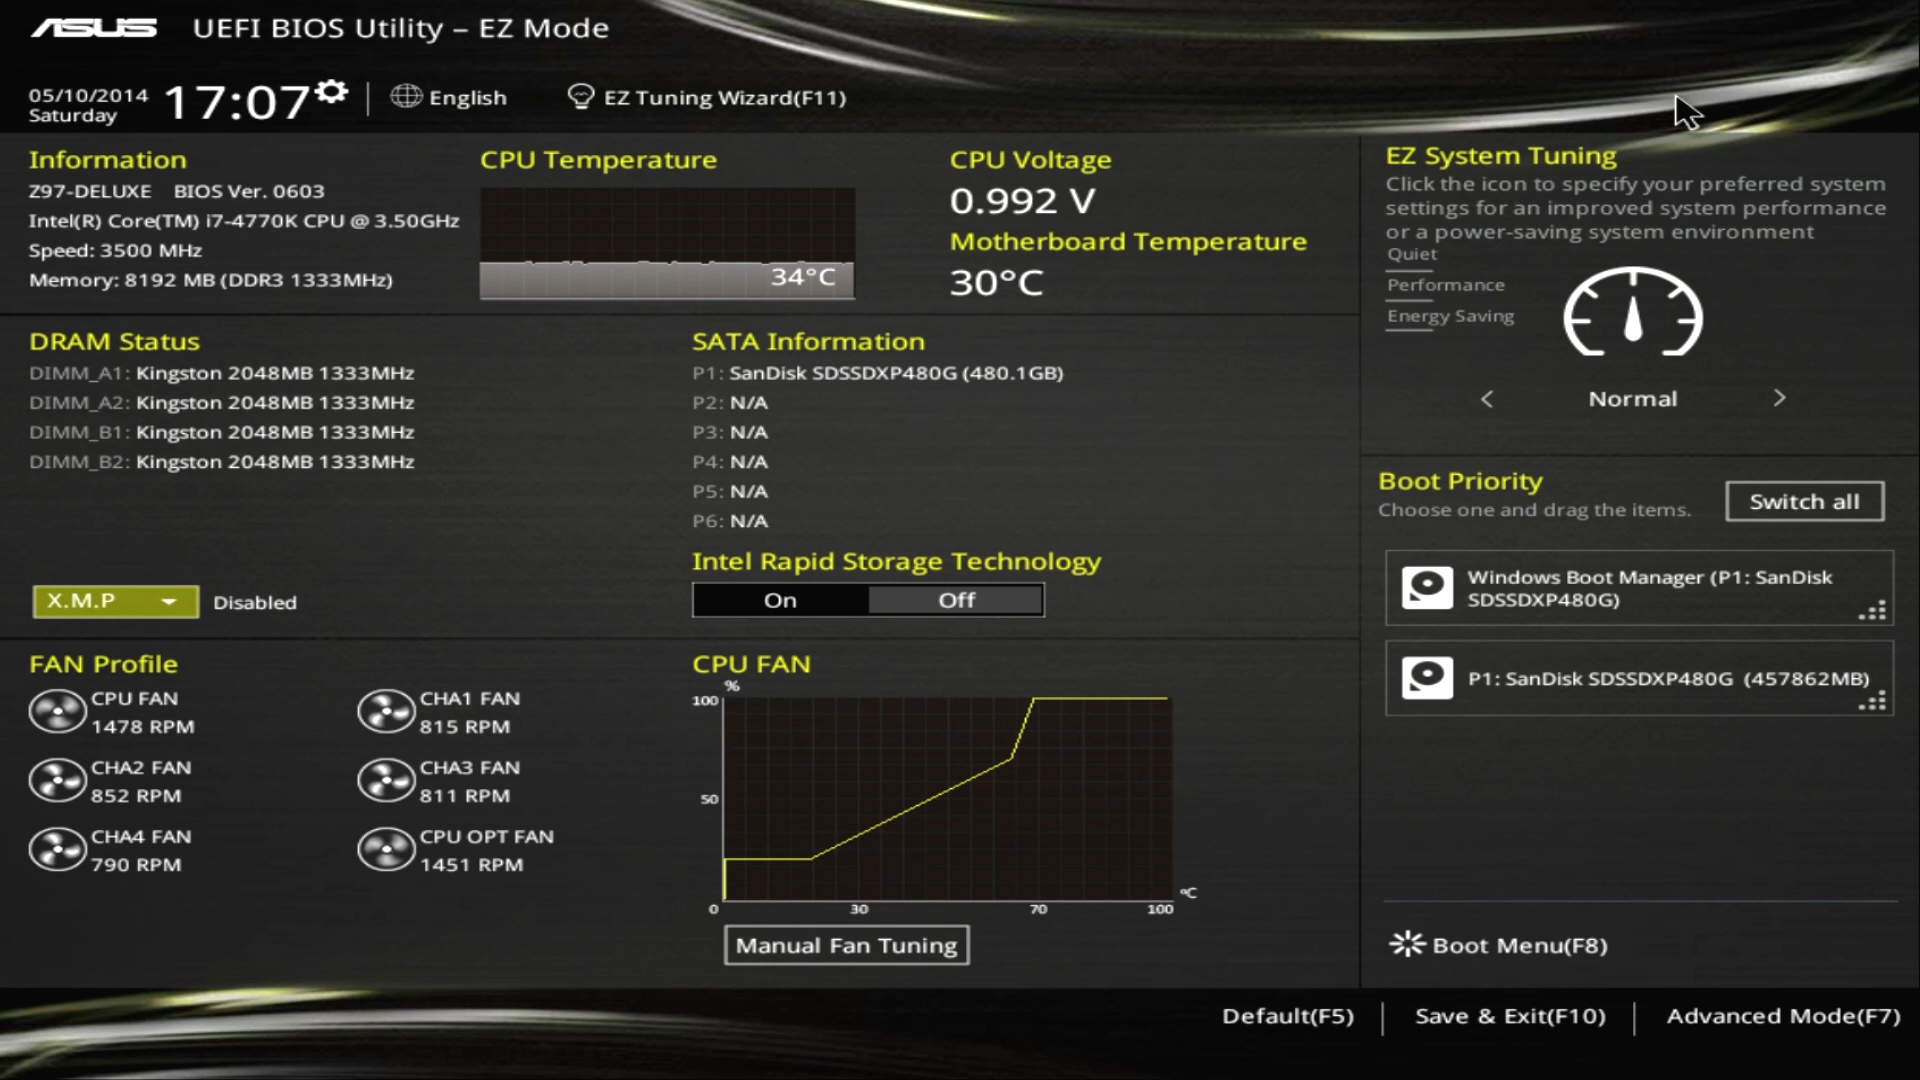 ASUS UEFI BIOS Utility – EZ Mode
05/10/2014
Saturday
17:07
English
EZ Tuning Wizard(F11)
Information
Z97-DELUXE BIOS Ver. 0603
Intel(R) Core(TM) i7-4770K CPU @ 3.50GHz
Speed: 3500 MHz
Memory: 8192 MB (DDR3 1333MHz)
CPU Temperature
34°C
CPU Voltage
0.992 V
Motherboard Temperature
30°C
EZ System Tuning
Click the icon to specify your preferred system
settings for an improved system performance
or a power-saving system environment
Quiet
Performance
Energy Saving
< Normal >
DRAM Status
DIMM_A1: Kingston 2048MB 1333MHz
DIMM_A2: Kingston 2048MB 1333MHz
DIMM_B1: Kingston 2048MB 1333MHz
DIMM_B2: Kingston 2048MB 1333MHz
X.M.P Disabled
SATA Information
P1: SanDisk SDSSDXP480G (480.1GB)
P2: N/A
P3: N/A
P4: N/A
P5: N/A
P6: N/A
Intel Rapid Storage Technology
On Off
Boot Priority
Choose one and drag the items.
Switch all
Windows Boot Manager (P1: SanDisk
SDSSDXP480G)
P1: SanDisk SDSSDXP480G (457862MB)
FAN Profile
CPU FAN
1478 RPM
CHA1 FAN
815 RPM
CHA2 FAN
852 RPM
CHA3 FAN
811 RPM
CHA4 FAN
790 RPM
CPU OPT FAN
1451 RPM
CPU FAN
%
100
50
0 30 70 100
°C
Manual Fan Tuning
Boot Menu(F8)
Default(F5) Save & Exit(F10) Advanced Mode(F7)